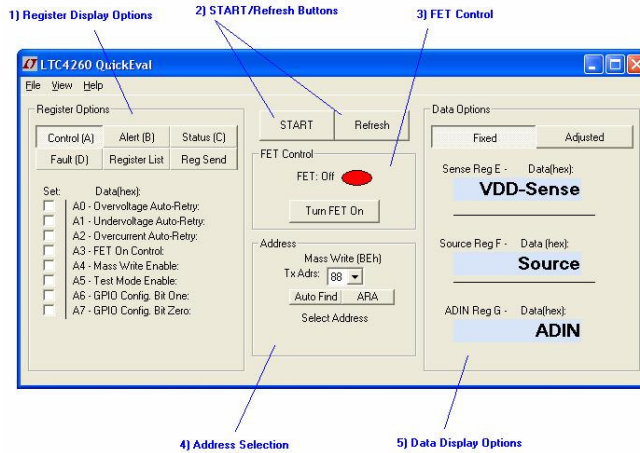 1) Register Display Options
2) START/Refresh Buttons
3) FET Control
LTC4260 QuickEval
File View Help
Register Options
Control (A) Alert (B) Status (C)
Fault (D) Register List Reg Send
Set: Data(hex):
A0 - Overvoltage Auto-Retry:
A1 - Undervoltage Auto-Retry:
A2 - Overcurrent Auto-Retry:
A3 - FET On Control:
A4 - Mass Write Enable:
A5 - Test Mode Enable:
A6 - GPIO Config. Bit One:
A7 - GPIO Config. Bit Zero:
START Refresh
FET Control
FET: Off
Turn FET On
Address
Mass Write (BEh)
Tx Adrs: 88
Auto Find ARA
Select Address
Data Options
Fixed Adjusted
Sense Reg E - Data(hex):
VDD-Sense
Source Reg F - Data (hex):
Source
ADIN Reg G - Data(hex):
ADIN
4) Address Selection
5) Data Display Options